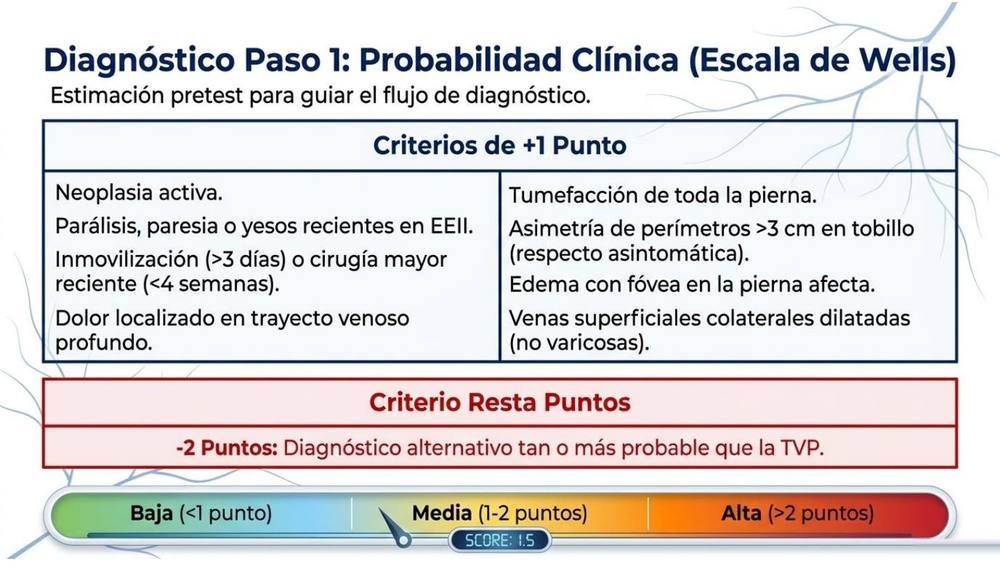 Diagnóstico Paso 1: Probabilidad Clínica (Escala de Wells)
Estimación pretest para guiar el flujo de diagnóstico.
Criterios de +1 Punto
Neoplasia activa.
Parálisis, paresia o yesos recientes en EEII.
Inmovilización (>3 días) o cirugía mayor
reciente (<4 semanas).
Dolor localizado en trayecto venoso
profundo.
Tumefacción de toda la pierna.
Asimetría de perímetros >3 cm en tobillo
(respecto asintomática).
Edema con fóvea en la pierna afecta.
Venas superficiales colaterales dilatadas
(no varicosas).
Criterio Resta Puntos
-2 Puntos: Diagnóstico alternativo tan o más probable que la TVP.
Baja (<1 punto)
Media (1-2 puntos)
Alta (>2 puntos)
SCORE: 1.5